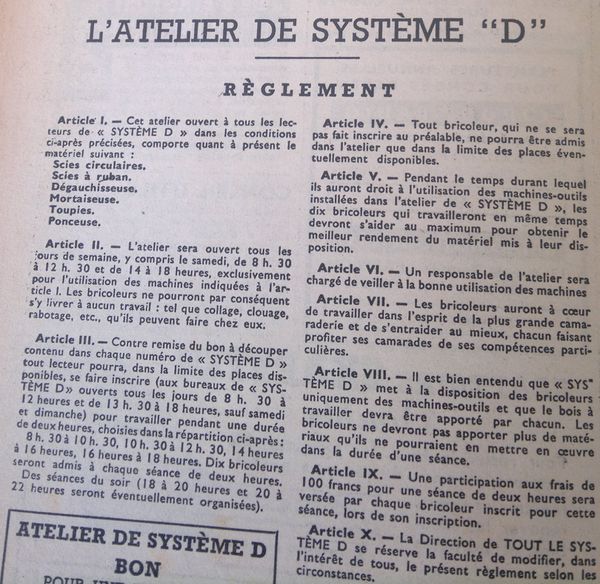 L'ATELIER DE SYSTÈME "D"
RÈGLEMENT
Article I. — Cet atelier ouvert à tous les lec-
teurs de « SYSTÈME D » dans les conditions
ci-après précisées, comporte quant à présent le
matériel suivant :
Scies circulaires.
Scies à ruban.
Dégauchisseuse.
Mortaiseuse.
Toupies.
Ponceuse.
Article II. — L'atelier sera ouvert tous les
jours de semaine, y compris le samedi, de 8 h. 30
à 12 h. 30 et de 14 à 18 heures, exclusivement
pour l'utilisation des machines indiquées à l'ar-
ticle I. Les bricoleurs ne pourront par conséquent
s'y livrer à aucun travail : tel que collage, clouage,
rabotage, etc., qu'ils peuvent faire chez eux.
Article III. — Contre remise du bon à découper
contenu dans chaque numéro de « SYSTÈME D »
tout lecteur pourra, dans la limite des places dis-
ponibles, se faire inscrire (aux bureaux de « SYS-
TÈME D » ouverts tous les jours de 8 h. 30 à
12 heures et de 13 h. 30 à 18 heures, sauf samedi
et dimanche) pour travailler pendant une durée
de deux heures, choisies dans la répartition ci-après :
8 h. 30 à 10 h. 30, 10 h. 30 à 12 h. 30, 14 heures
à 16 heures, 16 heures à 18 heures. Dix bricoleurs
seront admis à chaque séance de deux heures.
Des séances du soir (18 à 20 heures et 20 à
22 heures seront éventuellement organisées).
ATELIER DE SYSTÈME D
BON
Article IV. — Tout bricoleur, qui ne se sera
pas fait inscrire au préalable, ne pourra être admis
dans l'atelier que dans la limite des places éven-
tuellement disponibles.
Article V. — Pendant le temps durant lequel
ils auront droit à l'utilisation des machines-outils
installées dans l'atelier de « SYSTÈME D », les
dix bricoleurs qui travailleront en même temps
devront s'aider au maximum pour obtenir le
meilleur rendement du matériel mis à leur dis-
position.
Article VI. — Un responsable de l'atelier sera
chargé de veiller à la bonne utilisation des machines
Article VII. — Les bricoleurs auront à cœur
de travailler dans l'esprit de la plus grande cama-
raderie et de s'entraider au mieux, chacun faisant
profiter ses camarades de ses compétences parti-
culières.
Article VIII. — Il est bien entendu que « SYS-
TÈME D » met à la disposition des bricoleurs
uniquement des machines-outils et que le bois à
travailler devra être apporté par chacun. Les
bricoleurs ne devront pas apporter plus de maté-
riaux qu'ils ne pourraient en mettre en œuvre
dans la durée d'une séance.
Article IX. — Une participation aux frais de
100 francs pour une séance de deux heures sera
versée par chaque bricoleur inscrit pour cette
séance, lors de son inscription.
Article X. — La Direction de TOUT LE SYS-
TÈME D se réserve la faculté de modifier, dans
l'intérêt de tous, le présent règlement selon les
circonstances.